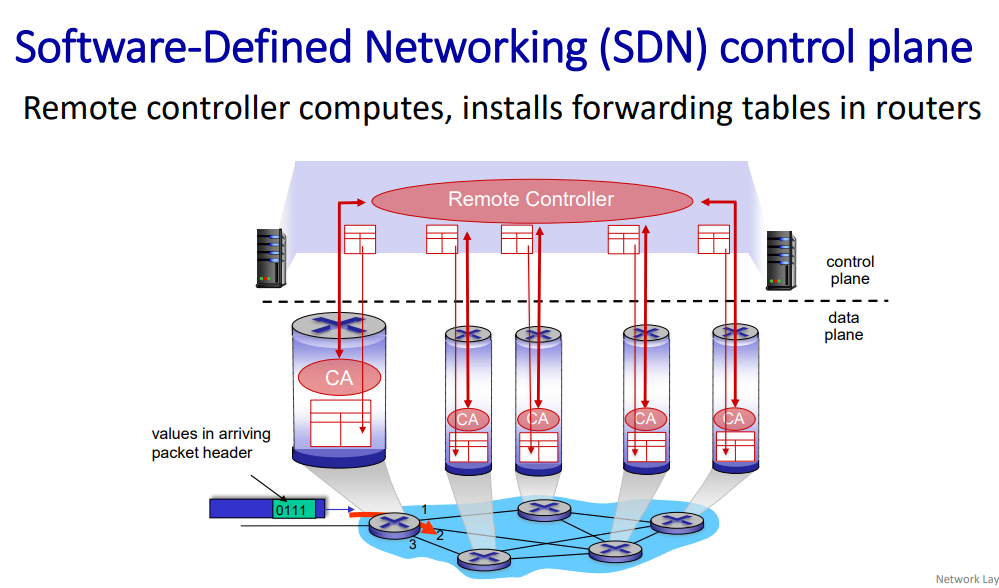 Software-Defined Networking (SDN) control plane
Remote controller computes, installs forwarding tables in routers
Remote Controller
control
plane
data
plane
CA
CA
CA
CA
CA
values in arriving
packet header
0111
1
2
3
Network Lay